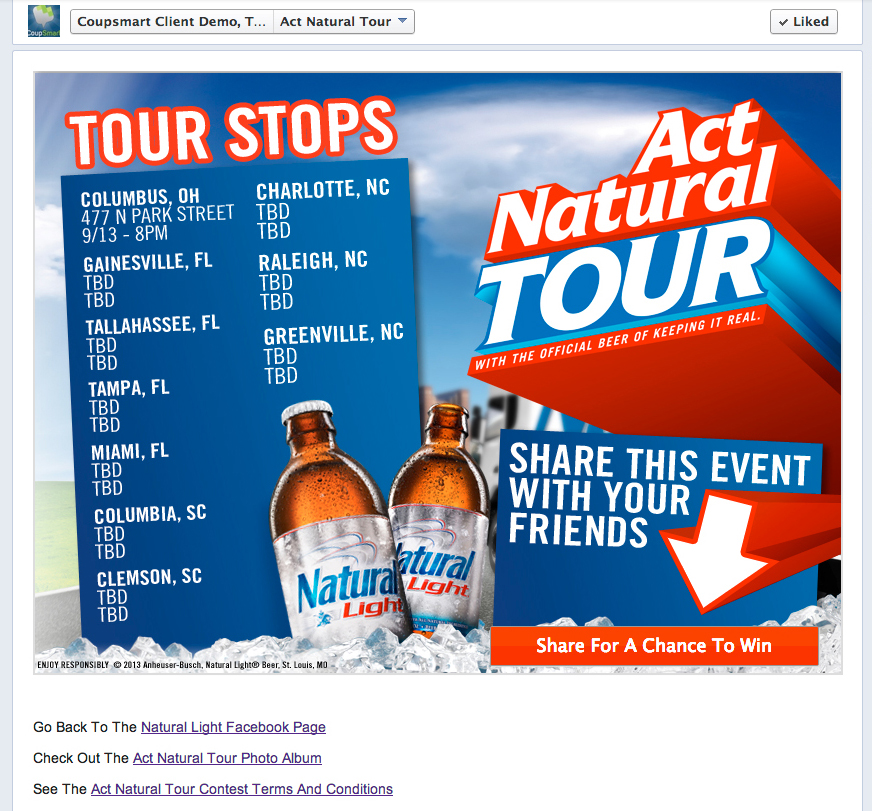 Coupsmart Client Demo, T... Act Natural Tour
✓ Liked
CoupSmart
TOUR STOPS
COLUMBUS, OH
477 N PARK STREET
9/13 - 8PM
GAINESVILLE, FL
TBD
TBD
TALLAHASSEE, FL
TBD
TBD
TAMPA, FL
TBD
TBD
MIAMI, FL
TBD
TBD
COLUMBIA, SC
TBD
TBD
CLEMSON, SC
TBD
TBD
CHARLOTTE, NC
TBD
TBD
RALEIGH, NC
TBD
TBD
GREENVILLE, NC
TBD
TBD
Act
Natural
TOUR
WITH THE OFFICIAL BEER OF KEEPING IT REAL.
Natural
Light
Natural
Light
SHARE THIS EVENT
WITH YOUR
FRIENDS
Share For A Chance To Win
ENJOY RESPONSIBLY © 2013 Anheuser-Busch, Natural Light® Beer, St. Louis, MO
Go Back To The Natural Light Facebook Page
Check Out The Act Natural Tour Photo Album
See The Act Natural Tour Contest Terms And Conditions